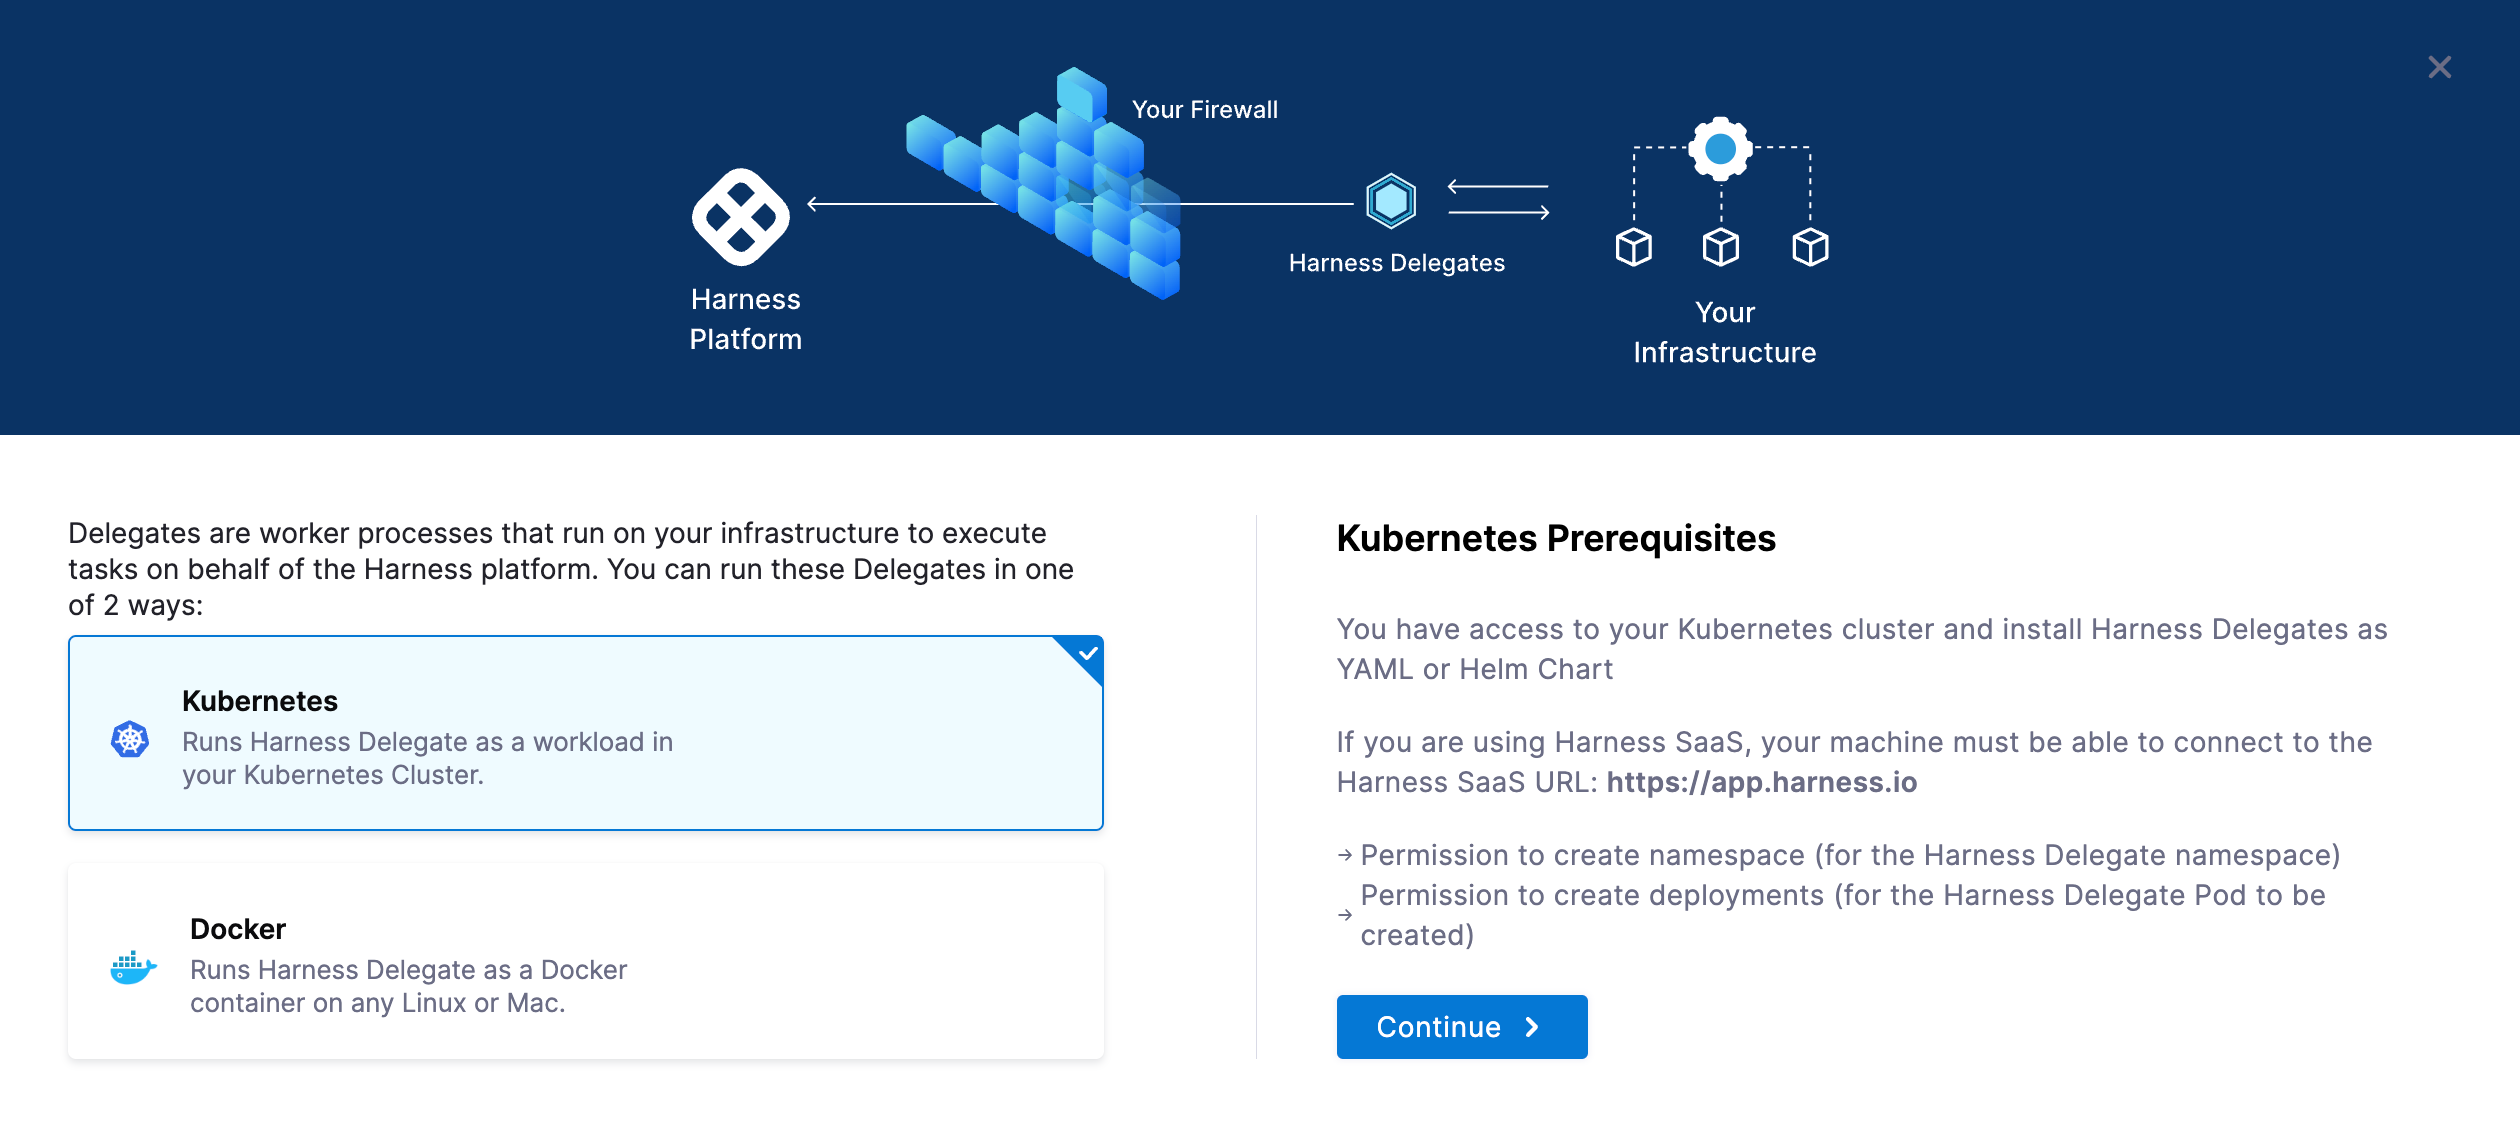 Your Firewall
Harness
Platform
Harness Delegates
Your
Infrastructure
Delegates are worker processes that run on your infrastructure to execute
tasks on behalf of the Harness platform. You can run these Delegates in one
of 2 ways:
Kubernetes
Runs Harness Delegate as a workload in
your Kubernetes Cluster.
Docker
Runs Harness Delegate as a Docker
container on any Linux or Mac.
Kubernetes Prerequisites
You have access to your Kubernetes cluster and install Harness Delegates as
YAML or Helm Chart
If you are using Harness SaaS, your machine must be able to connect to the
Harness SaaS URL: https://app.harness.io
→ Permission to create namespace (for the Harness Delegate namespace)
→ Permission to create deployments (for the Harness Delegate Pod to be
created)
Continue